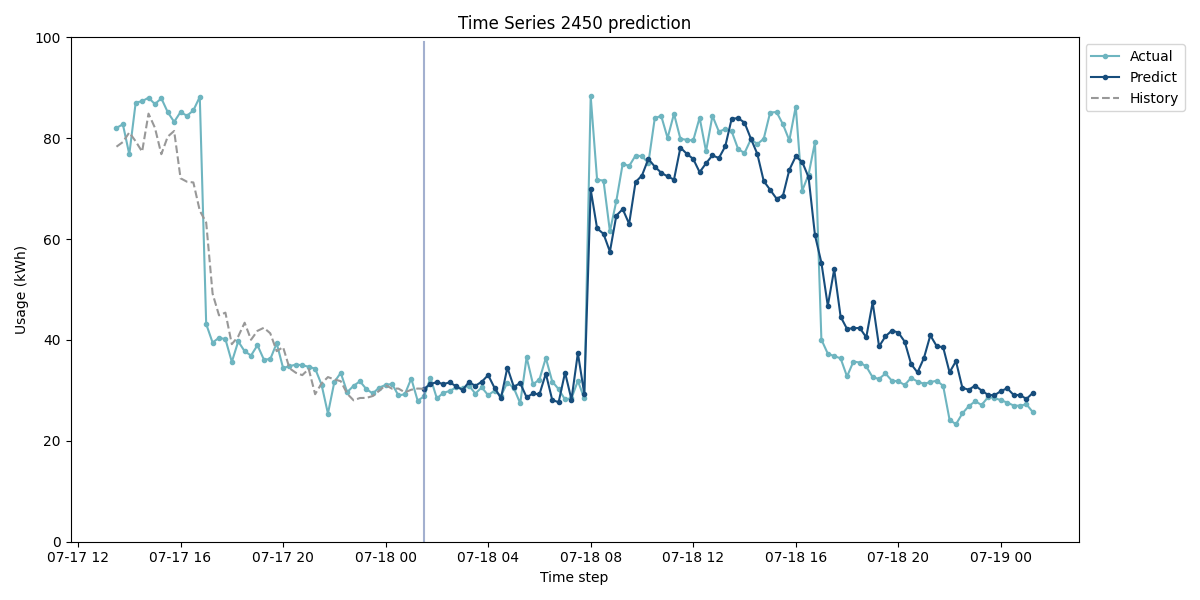 Time Series 2450 prediction
Usage (kWh)
100
80
60
40
20
0
07-17 12
07-17 16
07-17 20
07-18 00
07-18 04
07-18 08
07-18 12
07-18 16
07-18 20
07-19 00
Time step
Actual
Predict
History